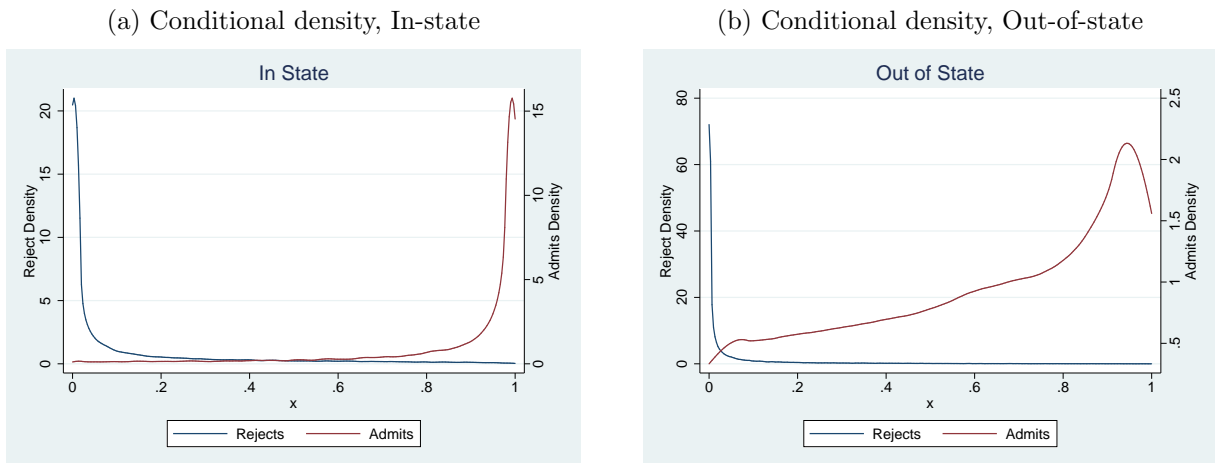 (a) Conditional density, In-state
In State
Reject Density
20
15
10
5
0
Admits Density
15
10
5
0
0 .2 .4 .6 .8 1
x
Rejects Admits
(b) Conditional density, Out-of-state
Out of State
Reject Density
80
60
40
20
0
Admits Density
2.5
2
1.5
1
.5
0 .2 .4 .6 .8 1
x
Rejects Admits